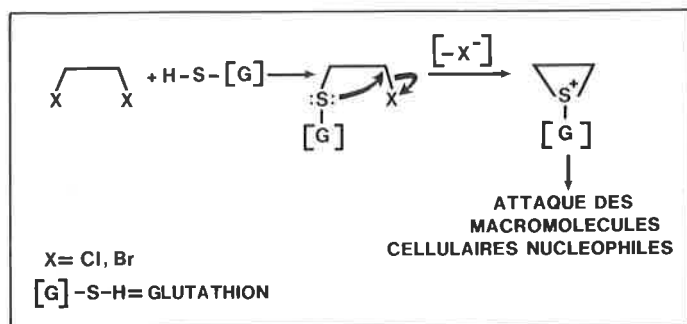 X X + H-S-[G] :S: X [-X⁻] S⁺
[G] [G]
ATTAQUE DES
MACROMOLECULES
CELLULAIRES NUCLEOPHILES
X= Cl, Br
[G]-S-H= GLUTATHION